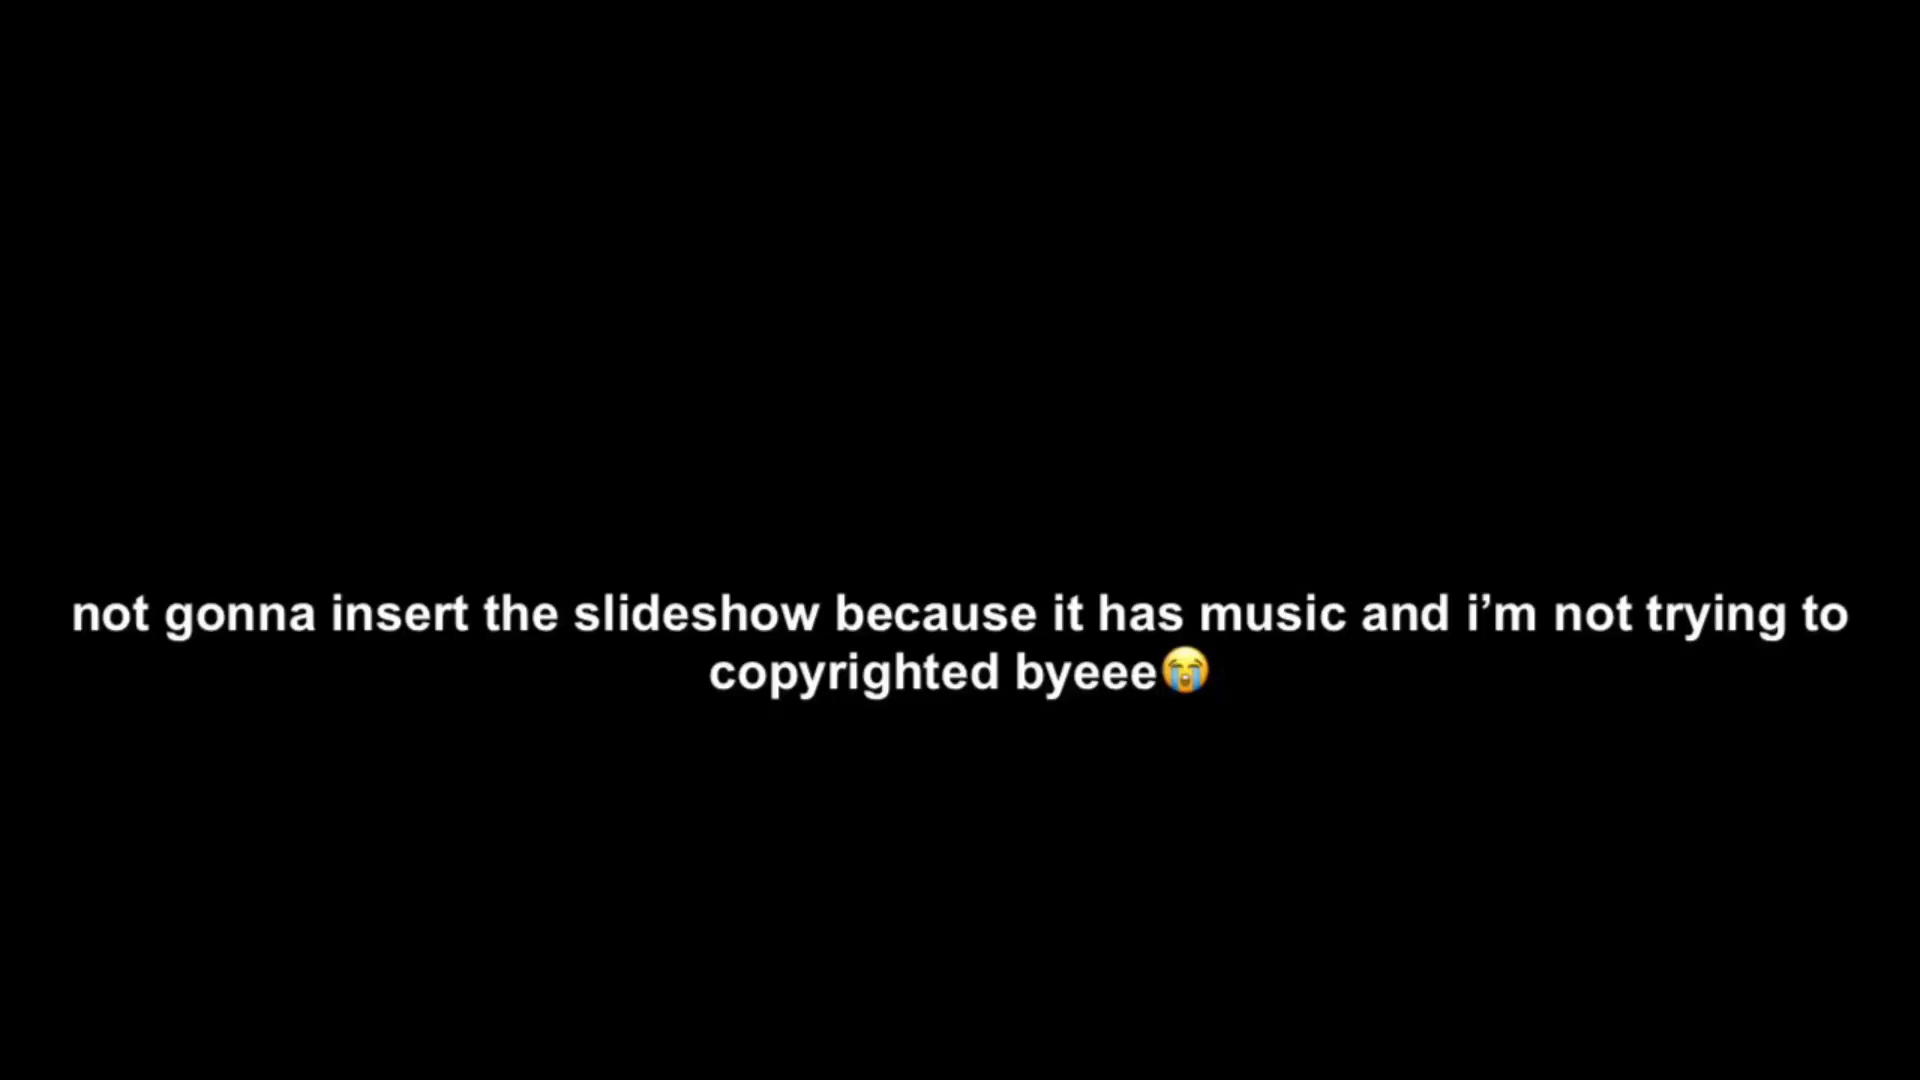 not gonna insert the slideshow because it has music and i’m not trying to
copyrighted byeee😭